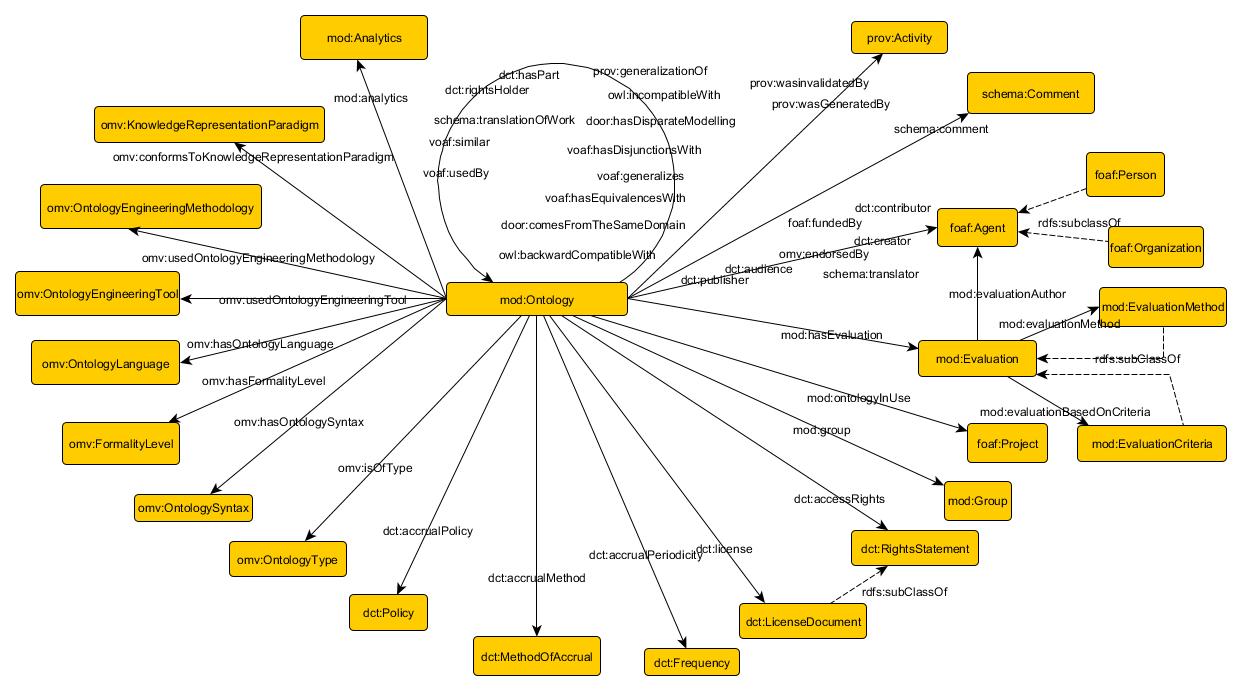 mod:Analytics
prov:Activity
dct:hasPart
prov:generalizationOf
dct:rightsHolder
prov:wasinvalidatedBy
schema:Comment
mod:analytics
owl:incompatibleWith
prov:wasGeneratedBy
omv:KnowledgeRepresentationParadigm
schema:translationOfWork
door:hasDisparateModelling
schema:comment
voaf:similar
voaf:hasDisjunctionsWith
omv:conformsToKnowledgeRepresentationParadigm
voaf:usedBy
voaf:generalizes
foaf:Person
omv:OntologyEngineeringMethodology
voaf:hasEquivalencesWith
dct:contributor
door:comesFromTheSameDomain
foaf:fundedBy
foaf:Agent
rdfs:subclassOf
dct:creator
foaf:Organization
omv:usedOntologyEngineeringMethodology
owl:backwardCompatibleWith
omv:endorsedBy
dct:audience
schema:translator
dct:publisher
omv:OntologyEngineeringTool
omv:usedOntologyEngineeringTool
mod:Ontology
mod:evaluationAuthor
mod:EvaluationMethod
mod:evaluationMethod
mod:hasEvaluation
omv:hasOntologyLanguage
omv:OntologyLanguage
mod:Evaluation
rdfs:subClassOf
omv:hasFormalityLevel
mod:ontologyInUse
mod:evaluationBasedOnCriteria
omv:hasOntologySyntax
mod:group
omv:FormalityLevel
foaf:Project
mod:EvaluationCriteria
omv:isOfType
dct:accessRights
mod:Group
omv:OntologySyntax
dct:accrualPolicy
dct:accrualPeriodicity
dct:license
dct:RightsStatement
omv:OntologyType
dct:accrualMethod
rdfs:subClassOf
dct:Policy
dct:LicenseDocument
dct:MethodOfAccrual
dct:Frequency